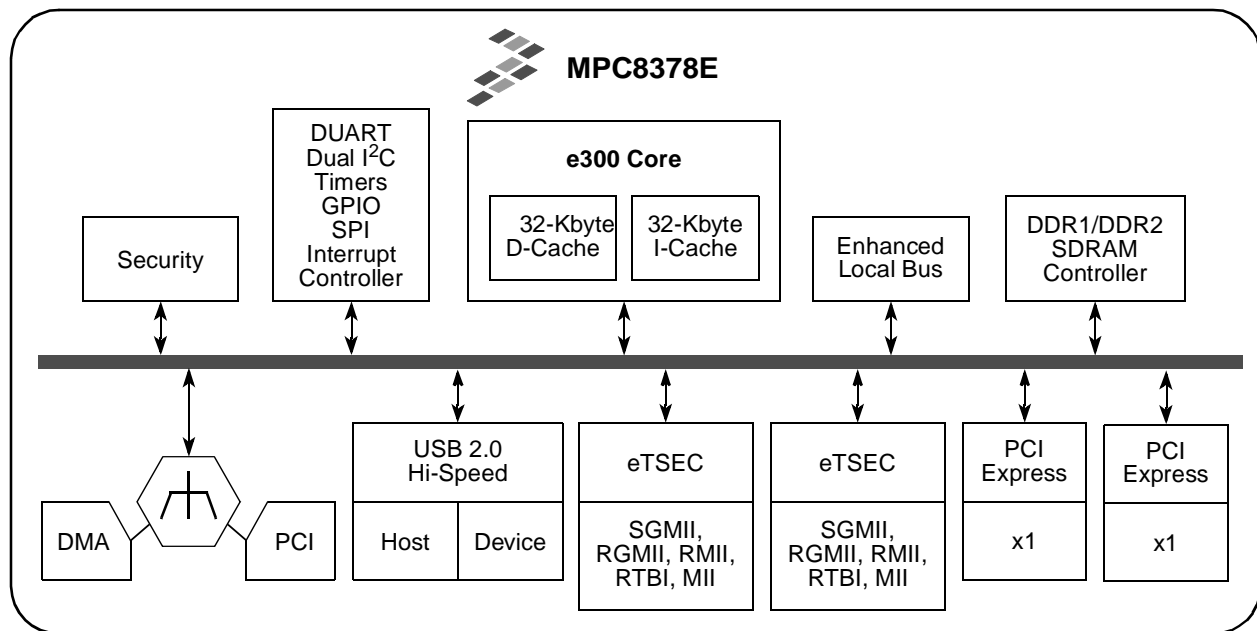 MPC8378E
DUART
Dual I²C
Timers
GPIO
SPI
Interrupt
Controller
e300 Core
32-Kbyte
D-Cache
32-Kbyte
I-Cache
Security
Enhanced
Local Bus
DDR1/DDR2
SDRAM
Controller
USB 2.0
Hi-Speed
Host
Device
eTSEC
SGMII,
RGMII, RMII,
RTBI, MII
eTSEC
SGMII,
RGMII, RMII,
RTBI, MII
PCI
Express
x1
PCI
Express
x1
DMA
PCI